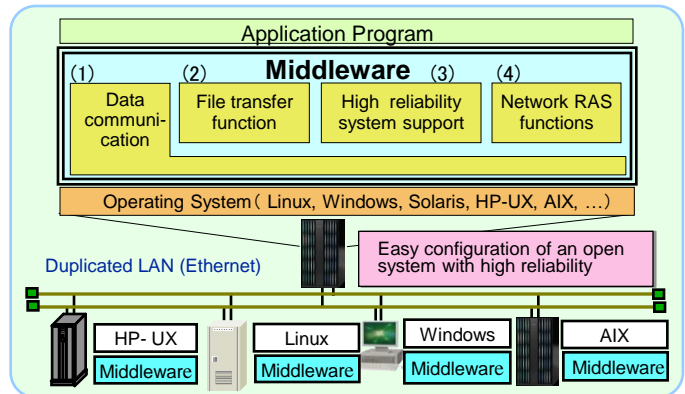 Application Program
Middleware
(1)
(2)
(3)
(4)
Data
communi-
cation
File transfer
function
High reliability
system support
Network RAS
functions
Operating System( Linux, Windows, Solaris, HP-UX, AIX, …)
Easy configuration of an open
system with high reliability
Duplicated LAN (Ethernet)
HP- UX
Middleware
Linux
Middleware
Windows
Middleware
AIX
Middleware